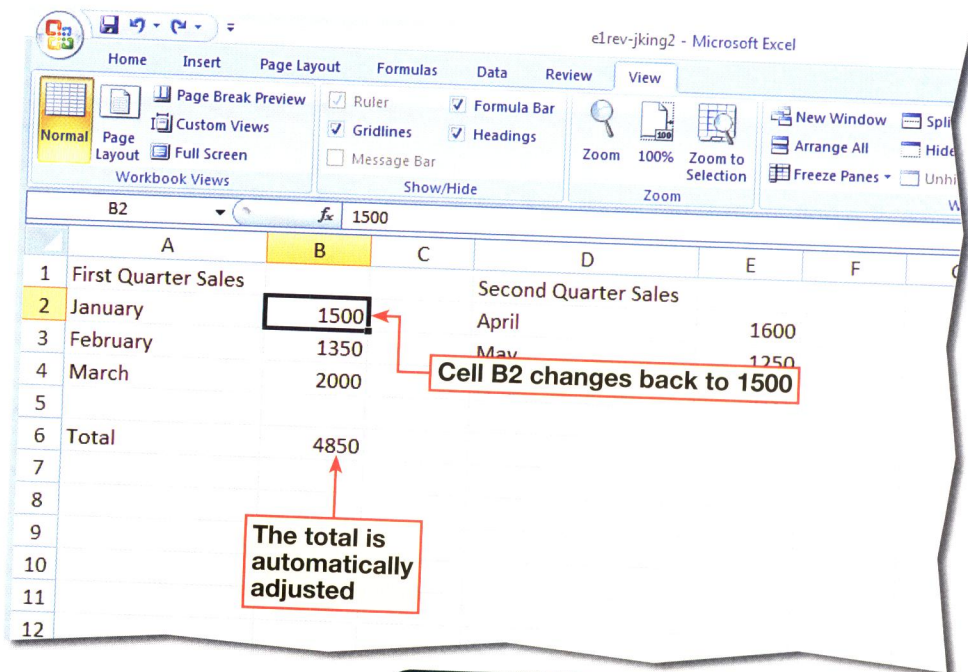 e1rev-jking2 - Microsoft Excel
Home Insert Page Layout Formulas Data Review View
Normal
Page Layout
Page Break Preview
Custom Views
Full Screen
Workbook Views
Ruler
Gridlines
Message Bar
Formula Bar
Headings
Show/Hide
Zoom
100%
Zoom to Selection
Zoom
New Window
Arrange All
Freeze Panes
Spli
Hide
Unhi
W
B2 fx 1500
A B C D E F
1 First Quarter Sales Second Quarter Sales
2 January 1500 April 1600
3 February 1350 May 1250
4 March 2000
Cell B2 changes back to 1500
5
6 Total 4850
7
8
9
10
11
12
The total is
automatically
adjusted